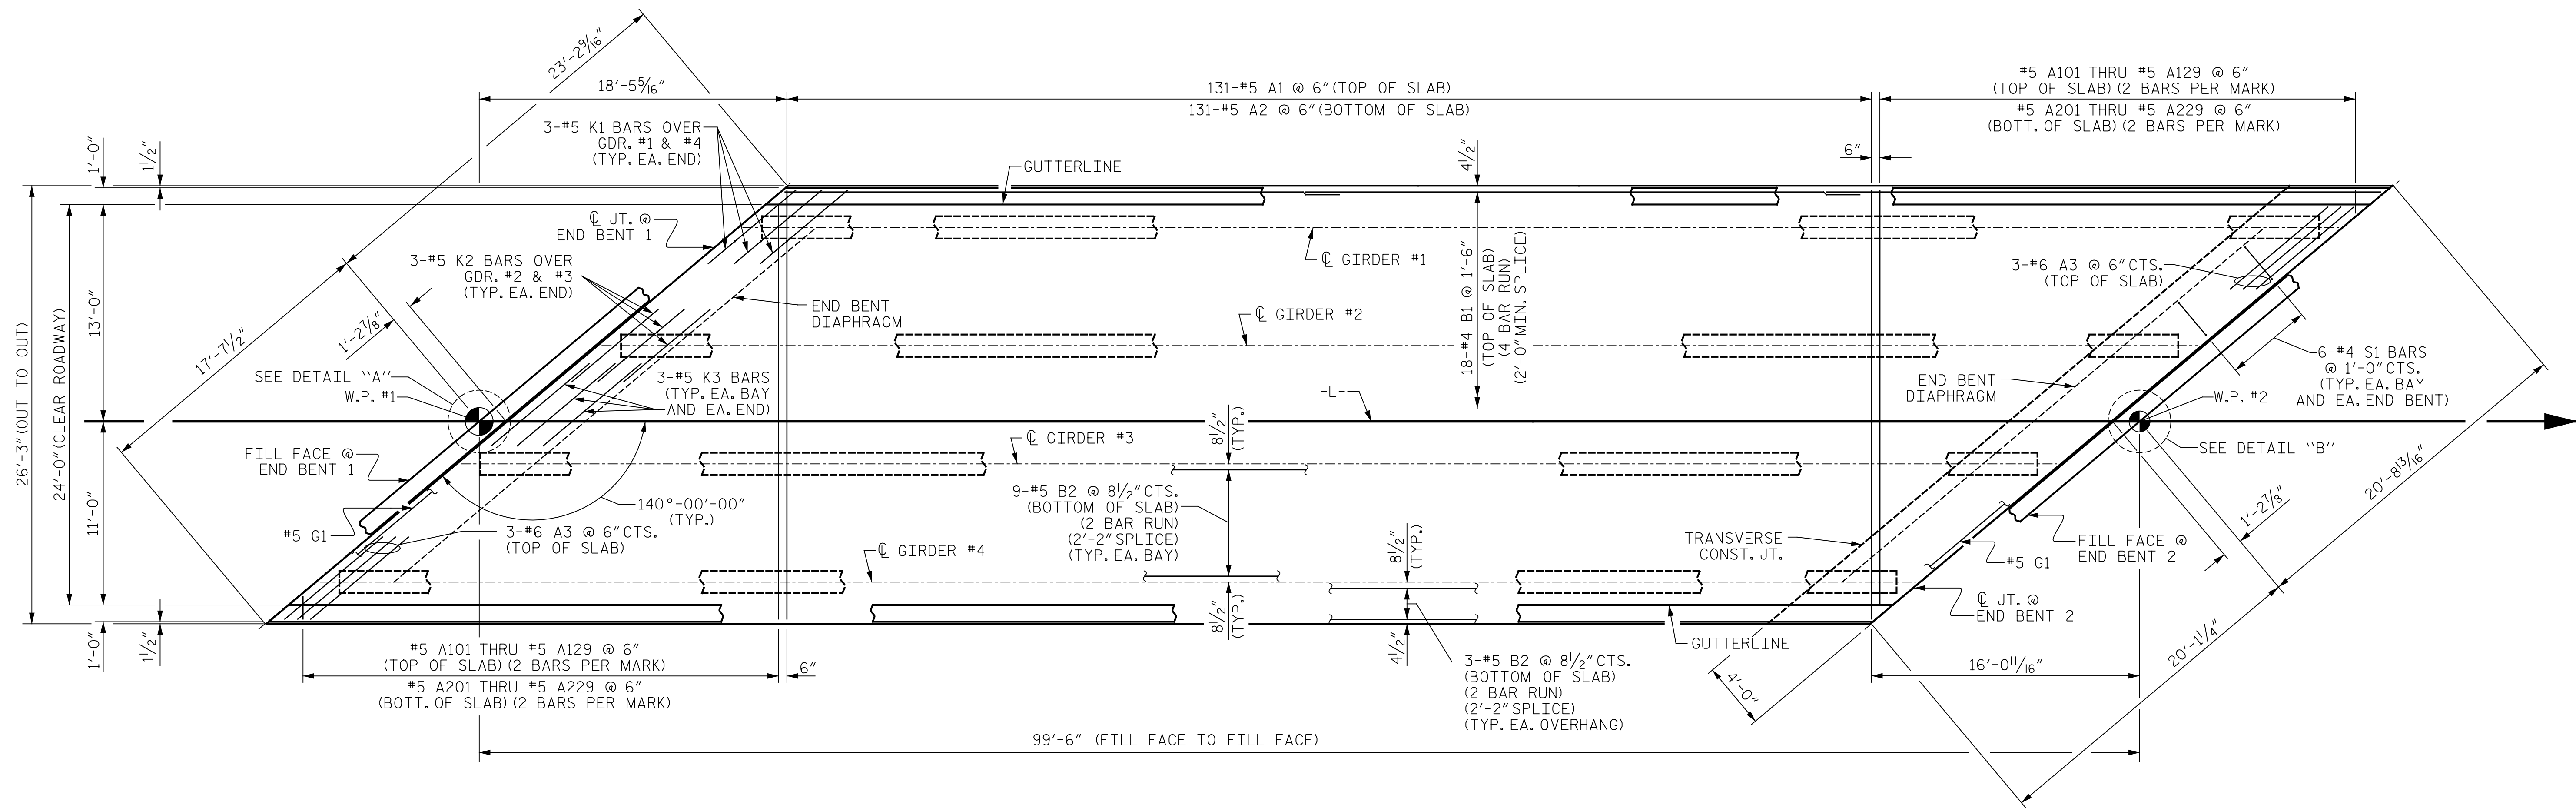 23'-2 9/16"
18'-5 5/16"
131-#5 A1 @ 6" (TOP OF SLAB)
131-#5 A2 @ 6" (BOTTOM OF SLAB)
#5 A101 THRU #5 A129 @ 6"
(TOP OF SLAB) (2 BARS PER MARK)
#5 A201 THRU #5 A229 @ 6"
(BOTT. OF SLAB) (2 BARS PER MARK)
3-#5 K1 BARS OVER
GDR. #1 & #4
(TYP. EA. END)
1'-0"
1 1/2"
GUTTERLINE
4 1/2"
6"
℄ JT. @
END BENT 1
3-#5 K2 BARS OVER
GDR. #2 & #3
(TYP. EA. END)
℄ GIRDER #1
18-#4 B1 @ 1'-6"
(TOP OF SLAB)
(4 BAR RUN)
(2'-0" MIN. SPLICE)
3-#6 A3 @ 6" CTS.
(TOP OF SLAB)
END BENT
DIAPHRAGM
℄ GIRDER #2
26'-3" (OUT TO OUT)
24'-0" (CLEAR ROADWAY)
13'-0"
17'-7 1/2"
1'-2 7/8"
SEE DETAIL "A"
W.P. #1
3-#5 K3 BARS
(TYP. EA. BAY
AND EA. END)
-L-
END BENT
DIAPHRAGM
6-#4 S1 BARS
@ 1'-0" CTS.
(TYP. EA. BAY
AND EA. END BENT)
W.P. #2
SEE DETAIL "B"
8 1/2"
(TYP.)
℄ GIRDER #3
FILL FACE @
END BENT 1
11'-0"
#5 G1
140°-00'-00"
(TYP.)
3-#6 A3 @ 6" CTS.
(TOP OF SLAB)
9-#5 B2 @ 8 1/2" CTS.
(BOTTOM OF SLAB)
(2 BAR RUN)
(2'-2" SPLICE)
(TYP. EA. BAY)
℄ GIRDER #4
8 1/2"
(TYP.)
TRANSVERSE
CONST. JT.
20'-8 13/16"
1'-2 7/8"
FILL FACE @
END BENT 2
#5 G1
℄ JT. @
END BENT 2
8 1/2"
(TYP.)
4 1/2"
GUTTERLINE
1'-0"
1 1/2"
#5 A101 THRU #5 A129 @ 6"
(TOP OF SLAB) (2 BARS PER MARK)
#5 A201 THRU #5 A229 @ 6"
(BOTT. OF SLAB) (2 BARS PER MARK)
6"
3-#5 B2 @ 8 1/2" CTS.
(BOTTOM OF SLAB)
(2 BAR RUN)
(2'-2" SPLICE)
(TYP. EA. OVERHANG)
4'-0"
16'-0 11/16"
20'-1 1/4"
99'-6" (FILL FACE TO FILL FACE)